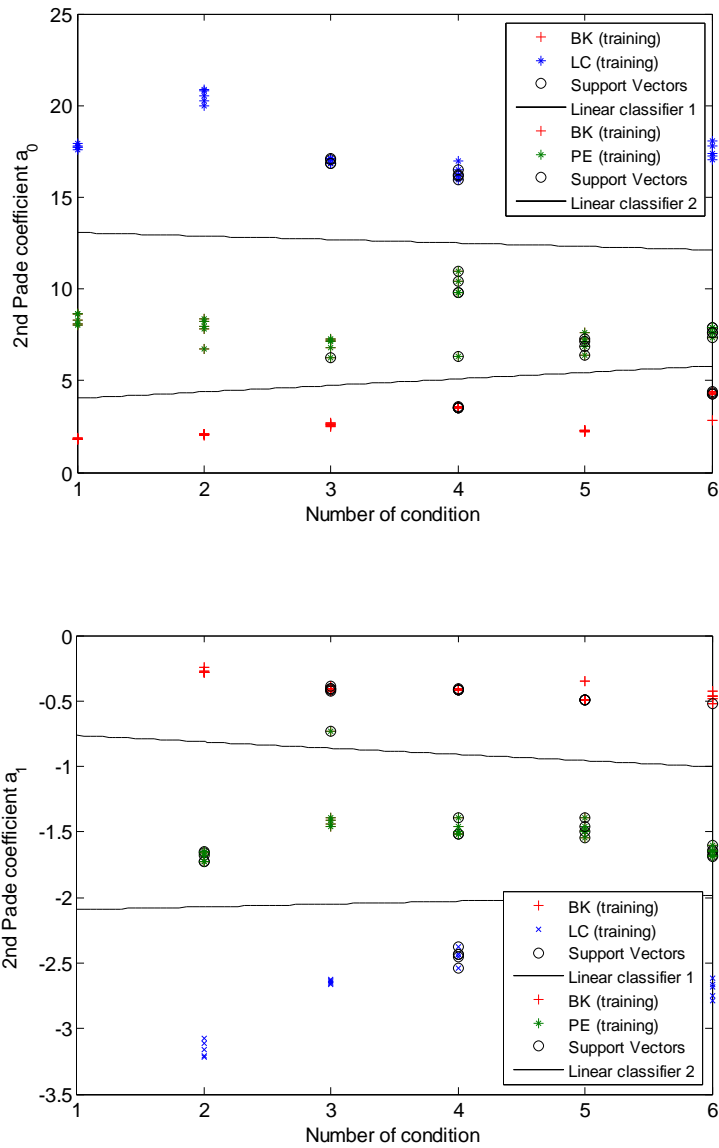 25
20
15
10
5
0
1 2 3 4 5 6
2nd Pade coefficient a0
Number of condition
BK (training)
LC (training)
Support Vectors
Linear classifier 1
BK (training)
PE (training)
Support Vectors
Linear classifier 2
0
-0.5
-1
-1.5
-2
-2.5
-3
-3.5
1 2 3 4 5 6
2nd Pade coefficient a1
Number of condition
BK (training)
LC (training)
Support Vectors
Linear classifier 1
BK (training)
PE (training)
Support Vectors
Linear classifier 2